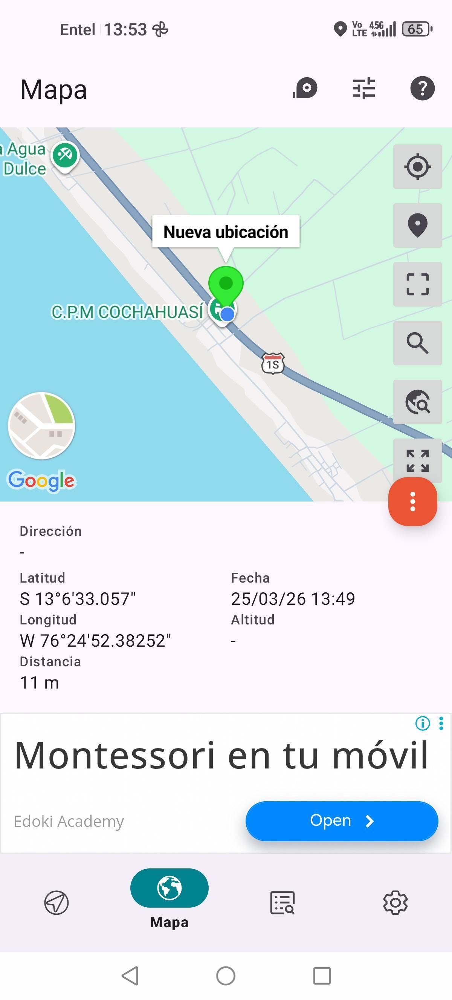 Entel 13:53 Vo LTE 4.5G 65
Mapa
?
a Agua
Dulce
Nueva ubicación
C.P.M COCHAHUASÍ
1S
Google
Dirección
-
Latitud
S 13°6'33.057"
Fecha
25/03/26 13:49
Longitud
W 76°24'52.38252"
Altitud
-
Distancia
11 m
Montessori en tu móvil
Edoki Academy
Open
Mapa